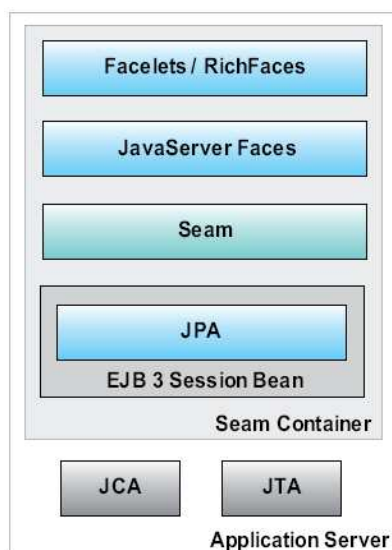 Facelets / RichFaces
JavaServer Faces
Seam
JPA
EJB 3 Session Bean
Seam Container
JCA
JTA
Application Server